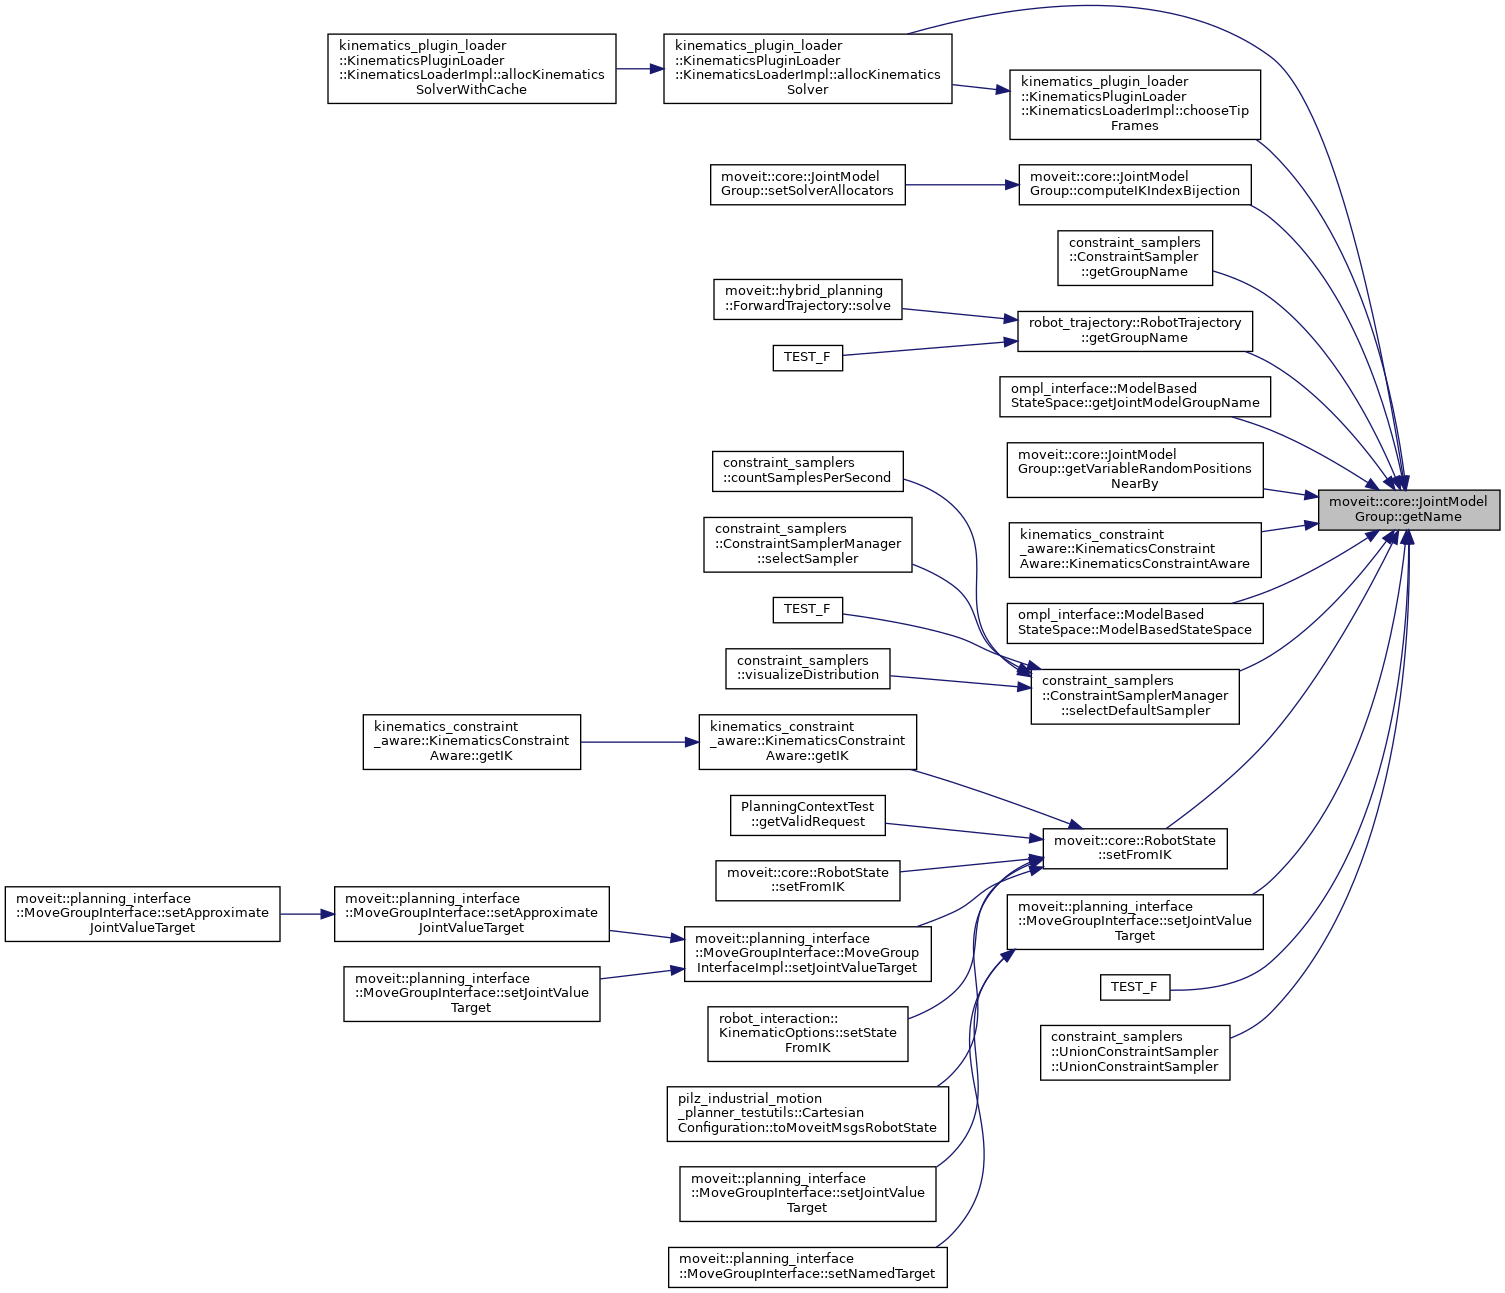 kinematics_plugin_loader
::KinematicsPluginLoader
::KinematicsLoaderImpl::allocKinematics
SolverWithCache
kinematics_plugin_loader
::KinematicsPluginLoader
::KinematicsLoaderImpl::allocKinematics
Solver
kinematics_plugin_loader
::KinematicsPluginLoader
::KinematicsLoaderImpl::chooseTip
Frames
moveit::core::JointModel
Group::setSolverAllocators
moveit::core::JointModel
Group::computeIKIndexBijection
constraint_samplers
::ConstraintSampler
::getGroupName
moveit::hybrid_planning
::ForwardTrajectory::solve
robot_trajectory::RobotTrajectory
::getGroupName
TEST_F
ompl_interface::ModelBased
StateSpace::getJointModelGroupName
constraint_samplers
::countSamplesPerSecond
moveit::core::JointModel
Group::getVariableRandomPositions
NearBy
moveit::core::JointModel
Group::getName
constraint_samplers
::ConstraintSamplerManager
::selectSampler
kinematics_constraint
_aware::KinematicsConstraint
Aware::KinematicsConstraintAware
TEST_F
ompl_interface::ModelBased
StateSpace::ModelBasedStateSpace
constraint_samplers
::visualizeDistribution
constraint_samplers
::ConstraintSamplerManager
::selectDefaultSampler
kinematics_constraint
_aware::KinematicsConstraint
Aware::getIK
kinematics_constraint
_aware::KinematicsConstraint
Aware::getIK
PlanningContextTest
::getValidRequest
moveit::core::RobotState
::setFromIK
moveit::core::RobotState
::setFromIK
moveit::planning_interface
::MoveGroupInterface::setApproximate
JointValueTarget
moveit::planning_interface
::MoveGroupInterface::setApproximate
JointValueTarget
moveit::planning_interface
::MoveGroupInterface::MoveGroup
InterfaceImpl::setJointValueTarget
moveit::planning_interface
::MoveGroupInterface::setJointValue
Target
moveit::planning_interface
::MoveGroupInterface::setJointValue
Target
TEST_F
robot_interaction::
KinematicOptions::setState
FromIK
constraint_samplers
::UnionConstraintSampler
::UnionConstraintSampler
pilz_industrial_motion
_planner_testutils::Cartesian
Configuration::toMoveitMsgsRobotState
moveit::planning_interface
::MoveGroupInterface::setJointValue
Target
moveit::planning_interface
::MoveGroupInterface::setNamedTarget